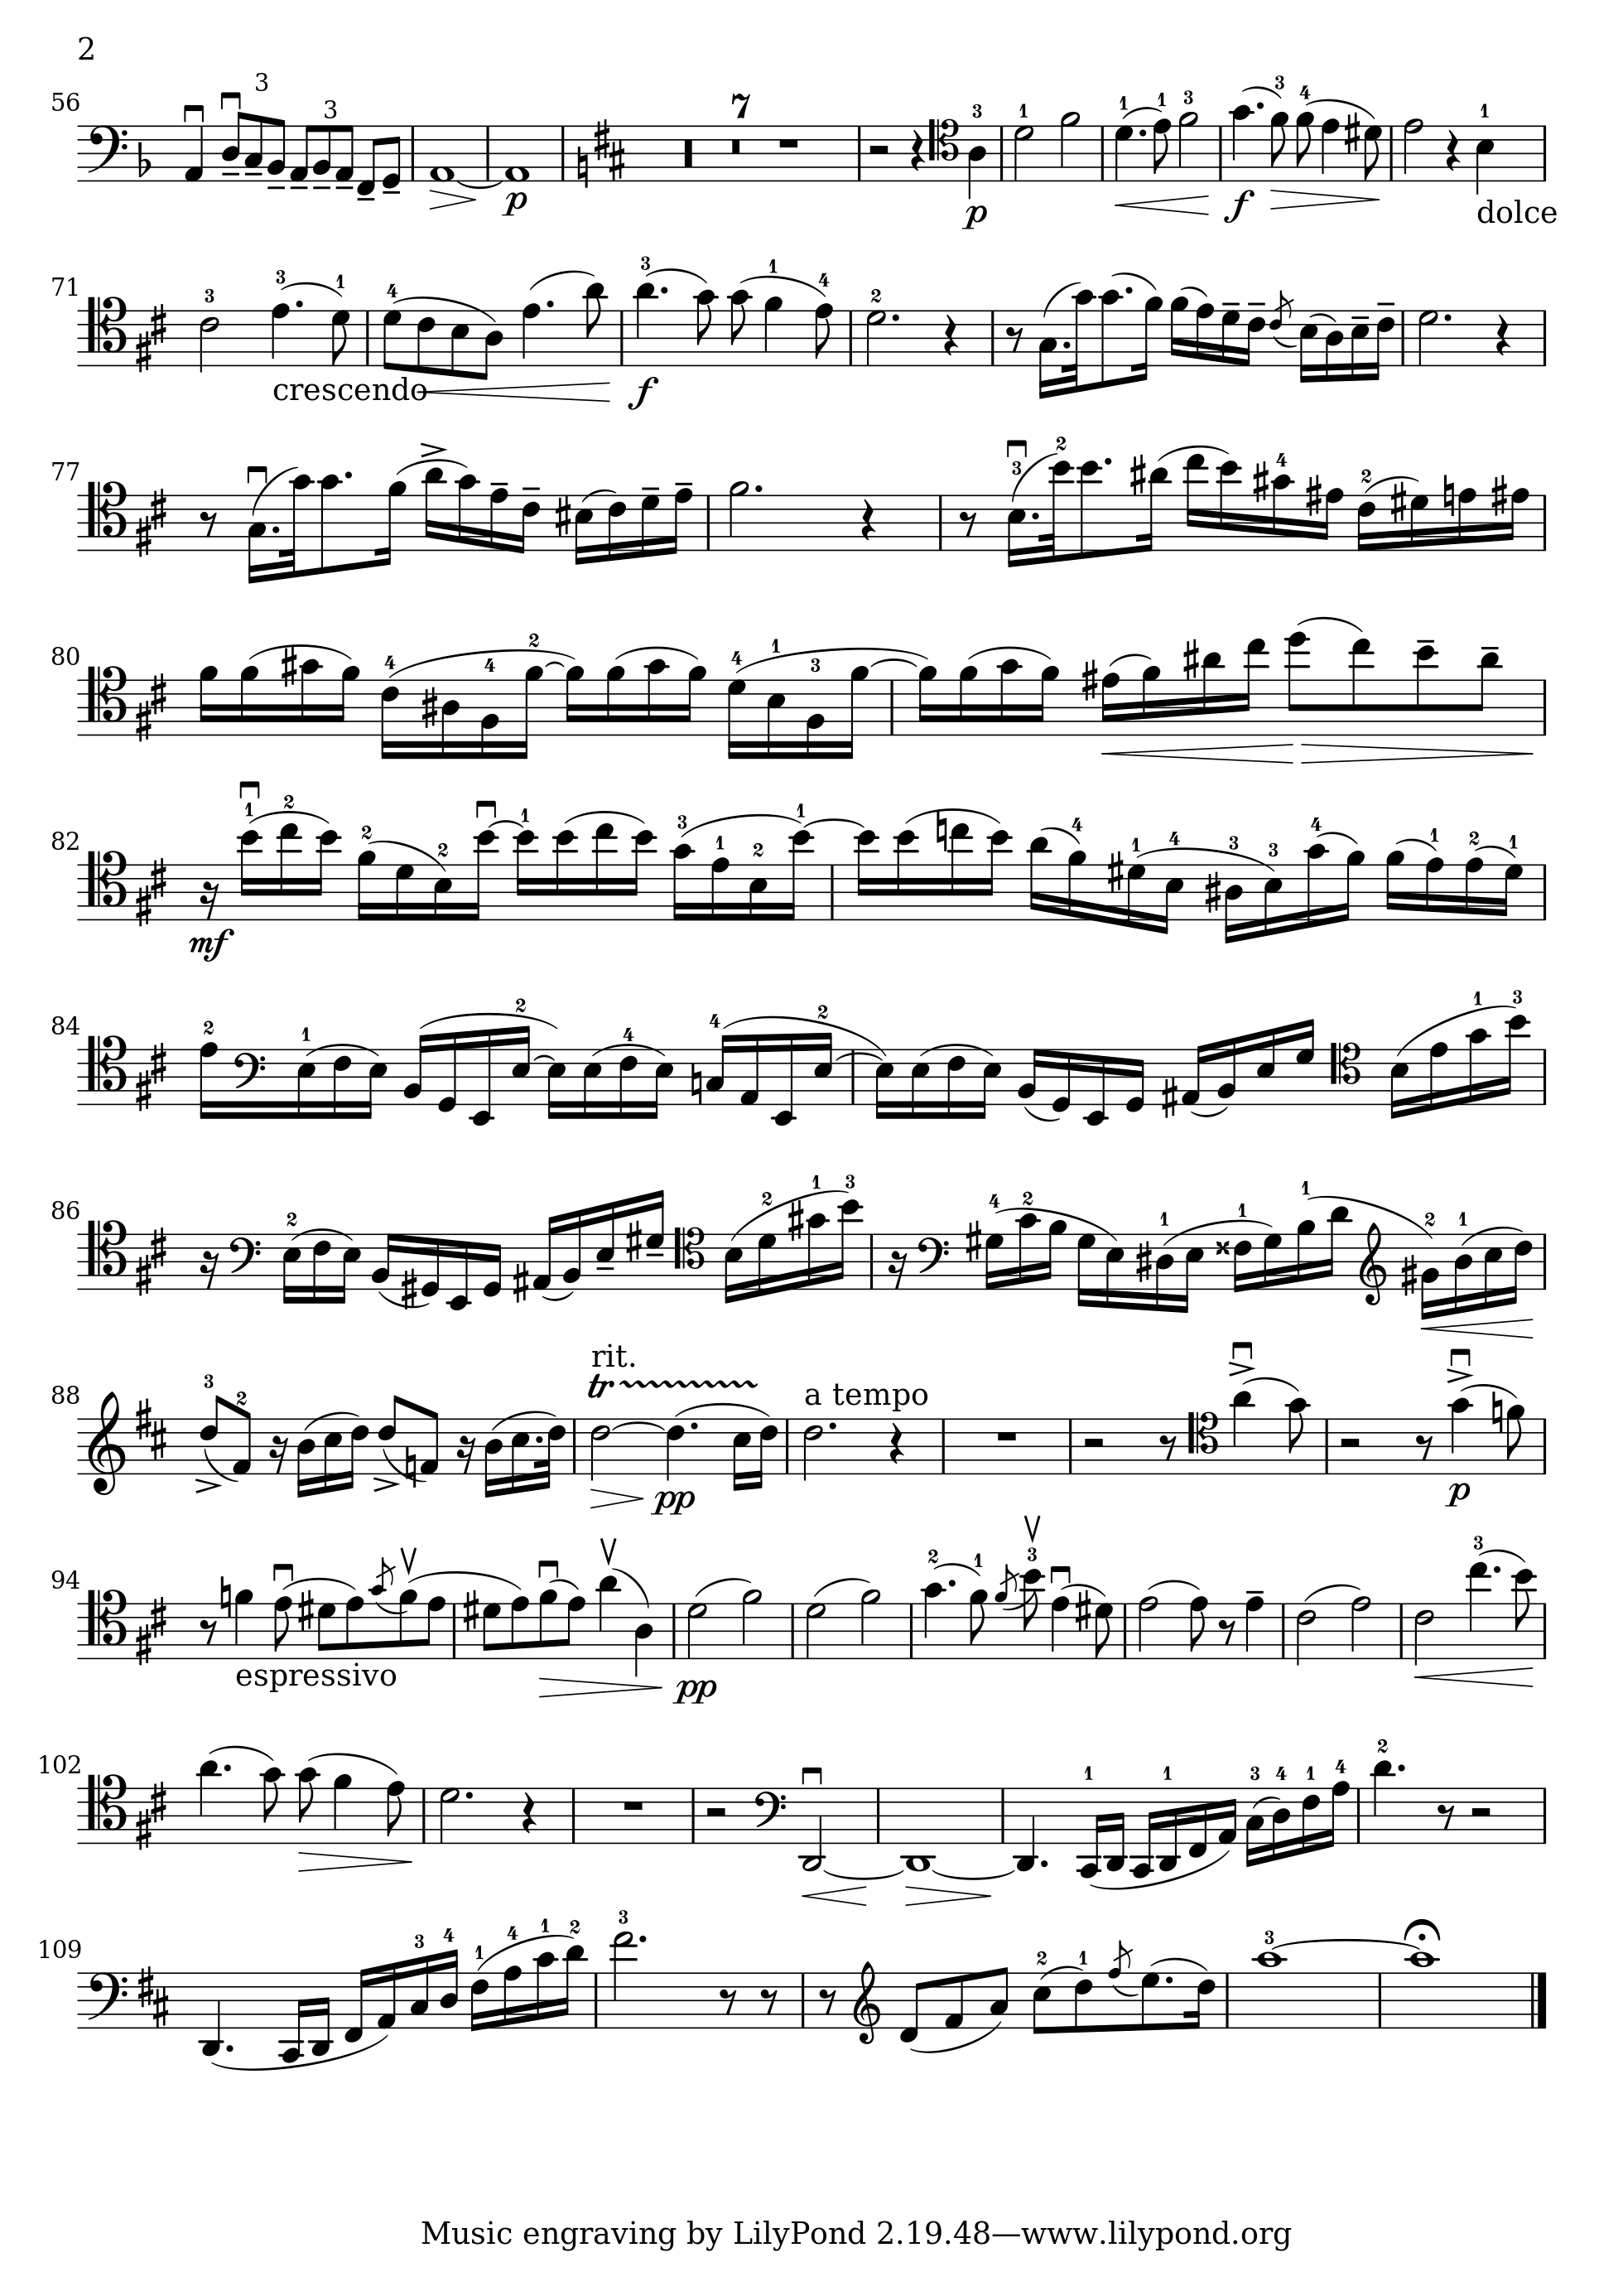 2
56 3 3 7 3 1 1 1 3 3 4 1
p p f dolce
71 3 3 1 4 3 1 4 2
crescendo f
77 3 2 4 2
80 4 4 2 4 1 3
82 1 2 2 2 1 3 1 2 1 4 1 4 3 3 4 1 2 1
mf
84 2 1 2 4 4 2 1 3
86 2 2 1 3 4 2 1 1 1 2 1
rit.
88 3 2 tr a tempo
pp p
94 2 1 3 3
espressivo pp
102 1 1 3 4 1 4 2
109 3 4 1 4 1 2 3 2 1 3
Music engraving by LilyPond 2.19.48—www.lilypond.org